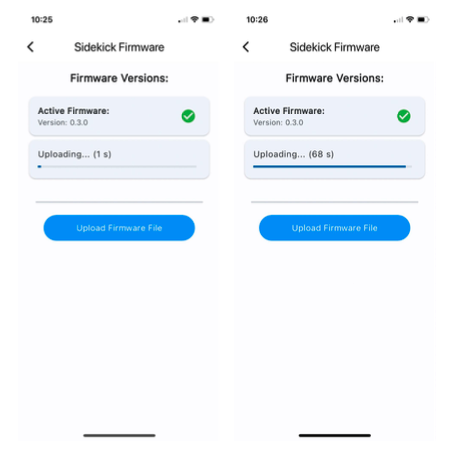 10:25
Sidekick Firmware
Firmware Versions:
Active Firmware:
Version: 0.3.0
Uploading... (1 s)
Upload Firmware File
10:26
Sidekick Firmware
Firmware Versions:
Active Firmware:
Version: 0.3.0
Uploading... (68 s)
Upload Firmware File